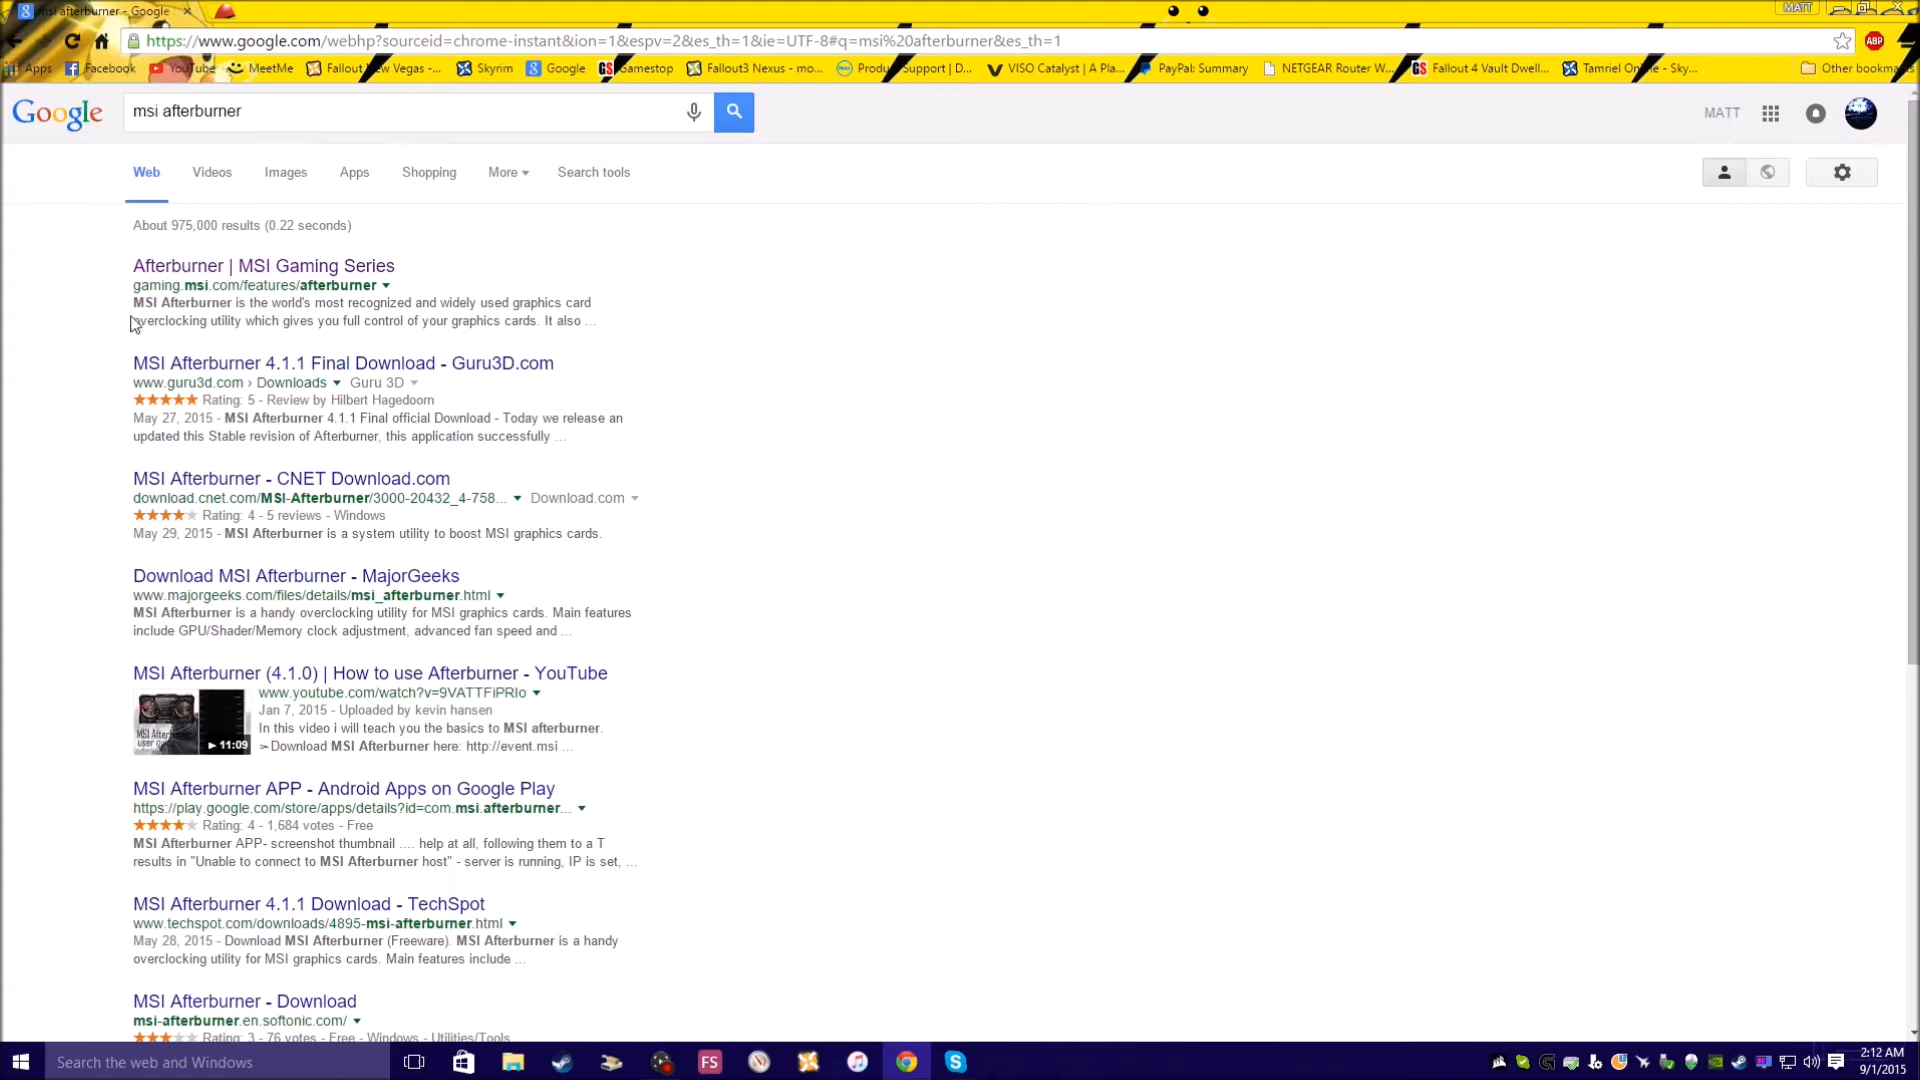 msi afterburner - Google
MATT
https://www.google.com/webhp?sourceid=chrome-instant&ion=1&espv=2&es_th=1&ie=UTF-8#q=msi%20afterburner&es_th=1
ABP
Apps
Facebook
YouTube
MeetMe
Fallout New Vegas -...
Skyrim
Google
Gamestop
Fallout3 Nexus - mo...
Product Support | D...
VISO Catalyst | A Pla...
PayPal: Summary
NETGEAR Router W...
Fallout 4 Vault Dwell...
Tamriel Online - Sky...
Other bookmarks
Google
msi afterburner
MATT
Web Videos Images Apps Shopping More Search tools
About 975,000 results (0.22 seconds)
Afterburner | MSI Gaming Series
gaming.msi.com/features/afterburner
MSI Afterburner is the world's most recognized and widely used graphics card
overclocking utility which gives you full control of your graphics cards. It also ...
MSI Afterburner 4.1.1 Final Download - Guru3D.com
www.guru3d.com › Downloads Guru 3D
Rating: 5 - Review by Hilbert Hagedoorn
May 27, 2015 - MSI Afterburner 4.1.1 Final official Download - Today we release an
updated this Stable revision of Afterburner, this application successfully ...
MSI Afterburner - CNET Download.com
download.cnet.com/MSI-Afterburner/3000-20432_4-758... Download.com
Rating: 4 - 5 reviews - Windows
May 29, 2015 - MSI Afterburner is a system utility to boost MSI graphics cards.
Download MSI Afterburner - MajorGeeks
www.majorgeeks.com/files/details/msi_afterburner.html
MSI Afterburner is a handy overclocking utility for MSI graphics cards. Main features
include GPU/Shader/Memory clock adjustment, advanced fan speed and ...
MSI Afterburner (4.1.0) | How to use Afterburner - YouTube
www.youtube.com/watch?v=9VATTFiPRIo
Jan 7, 2015 - Uploaded by kevin hansen
In this video i will teach you the basics to MSI afterburner.
➢Download MSI Afterburner here: http://event.msi ...
11:09
MSI Afterburner APP - Android Apps on Google Play
https://play.google.com/store/apps/details?id=com.msi.afterburner...
Rating: 4 - 1,684 votes - Free
MSI Afterburner APP- screenshot thumbnail .... help at all, following them to a T
results in "Unable to connect to MSI Afterburner host" - server is running, IP is set, ...
MSI Afterburner 4.1.1 Download - TechSpot
www.techspot.com/downloads/4895-msi-afterburner.html
May 28, 2015 - Download MSI Afterburner (Freeware). MSI Afterburner is a handy
overclocking utility for MSI graphics cards. Main features include ...
MSI Afterburner - Download
msi-afterburner.en.softonic.com/
Rating: 3 - 76 votes - Free - Windows - Utilities/Tools
Search the web and Windows
FS
2:12 AM
9/1/2015